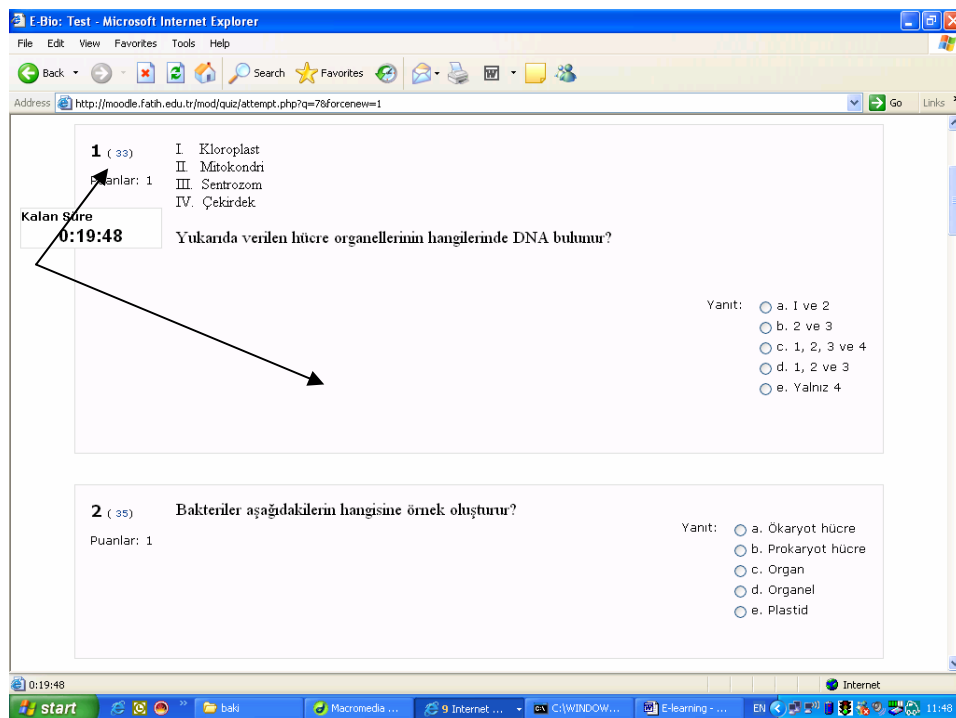 E-Bio: Test - Microsoft Internet Explorer
File Edit View Favorites Tools Help
Back Search Favorites
Address http://moodle.fatih.edu.tr/mod/quiz/attempt.php?q=7&forcenew=1 Go Links
1 ( 33)
Puanlar: 1
Kalan Süre
0:19:48
I. Kloroplast
II. Mitokondri
III. Sentrozom
IV. Çekirdek
Yukarıda verilen hücre organellerinin hangilerinde DNA bulunur?
Yanıt:
a. I ve 2
b. 2 ve 3
c. 1, 2, 3 ve 4
d. 1, 2 ve 3
e. Yalnız 4
2 ( 35)
Puanlar: 1
Bakteriler aşağıdakilerin hangisine örnek oluşturur?
Yanıt:
a. Ökaryot hücre
b. Prokaryot hücre
c. Organ
d. Organel
e. Plastid
0:19:48 Internet
start baki Macromedia ... 9 Internet ... C:\WINDOW... E-learning - ... EN 11:48